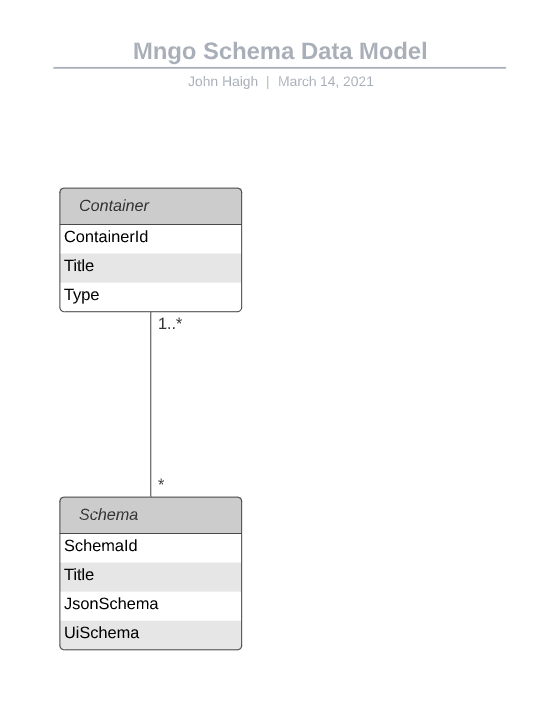 Mngo Schema Data Model
John Haigh | March 14, 2021
Container
ContainerId
Title
Type
1..*
*
Schema
SchemaId
Title
JsonSchema
UiSchema